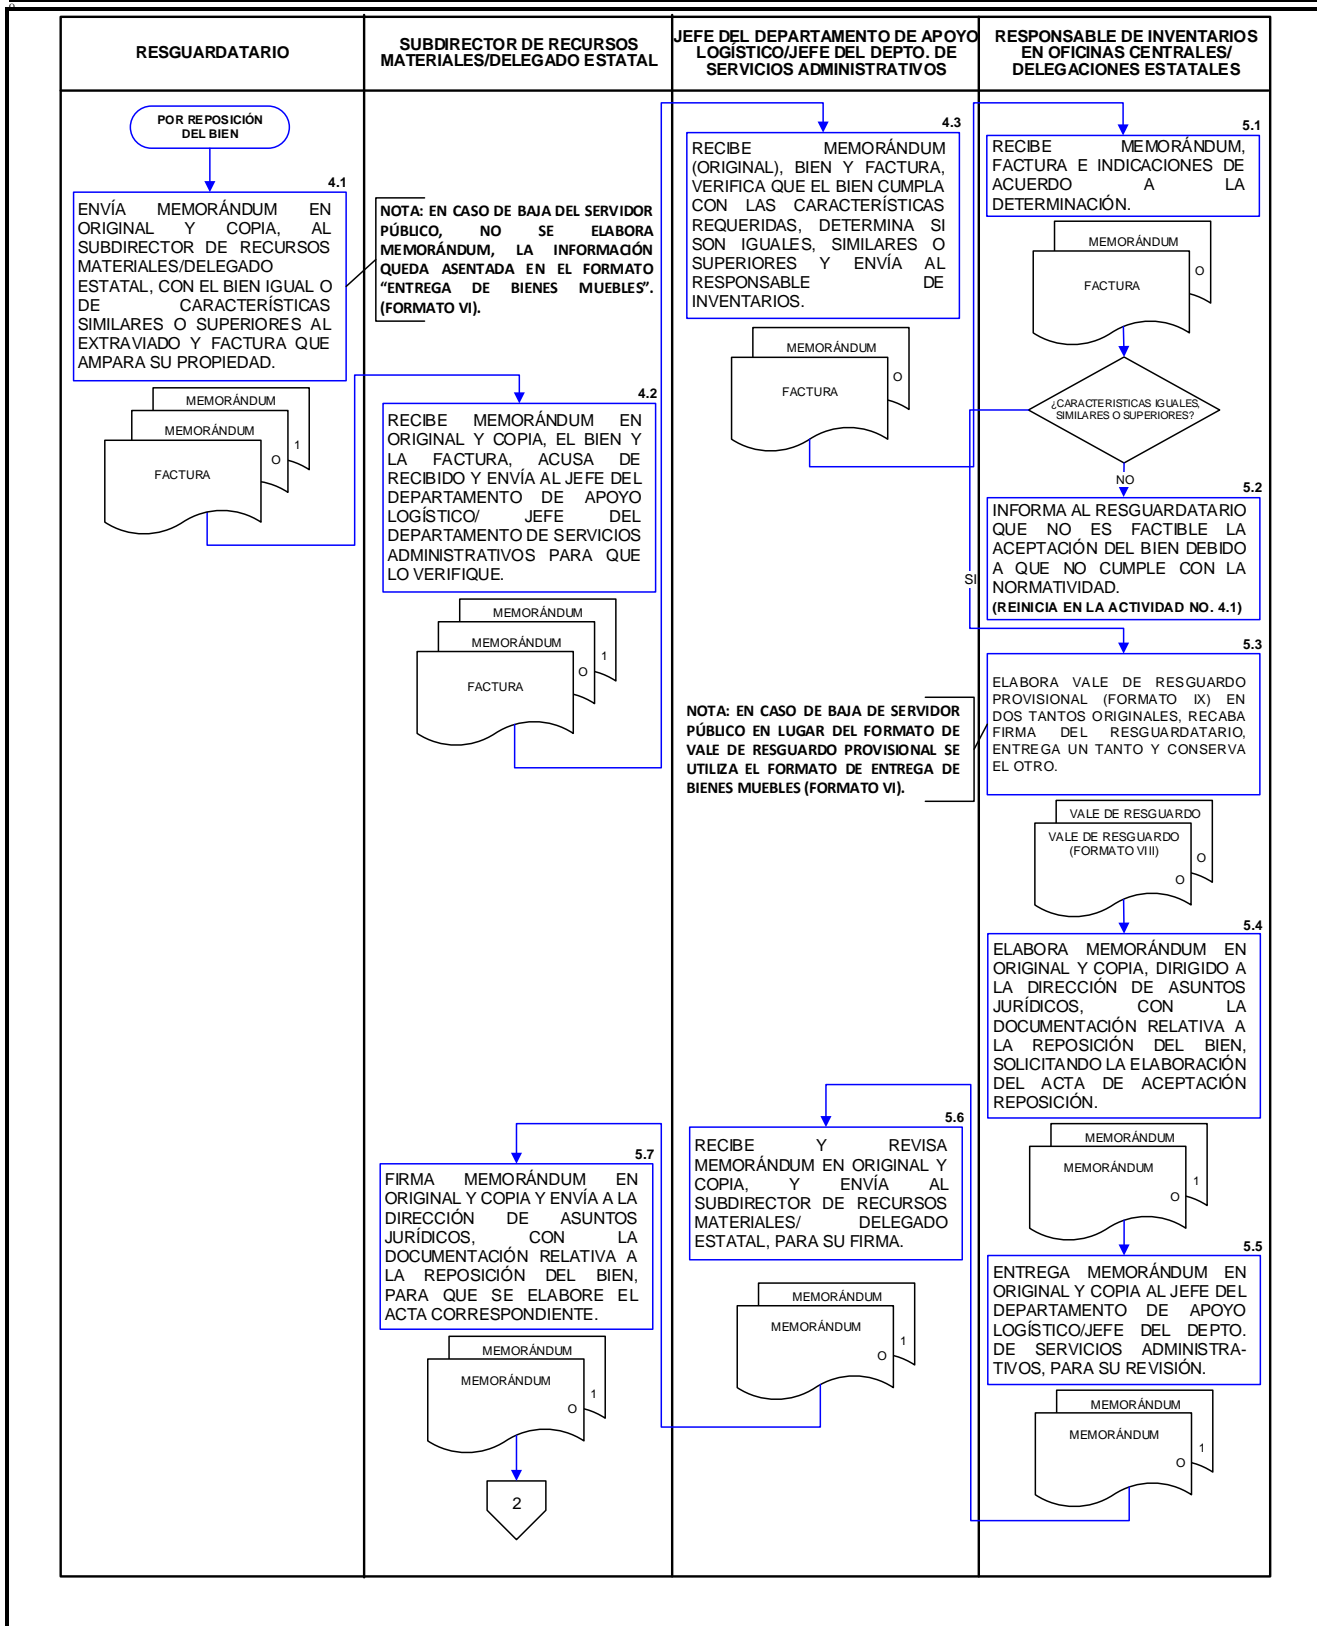 RESGUARDATARIO
SUBDIRECTOR DE RECURSOS
MATERIALES/DELEGADO ESTATAL
JEFE DEL DEPARTAMENTO DE APOYO
LOGÍSTICO/JEFE DEL DEPTO. DE
SERVICIOS ADMINISTRATIVOS
RESPONSABLE DE INVENTARIOS
EN OFICINAS CENTRALES/
DELEGACIONES ESTATALES
POR REPOSICIÓN
DEL BIEN
4.1
ENVÍA MEMORÁNDUM EN
ORIGINAL Y COPIA, AL
SUBDIRECTOR DE RECURSOS
MATERIALES/DELEGADO
ESTATAL, CON EL BIEN IGUAL O
DE CARACTERÍSTICAS
SIMILARES O SUPERIORES AL
EXTRAVIADO Y FACTURA QUE
AMPARA SU PROPIEDAD.
MEMORÁNDUM
1
MEMORÁNDUM
O
FACTURA
NOTA: EN CASO DE BAJA DEL SERVIDOR
PÚBLICO, NO SE ELABORA
MEMORÁNDUM, LA INFORMACIÓN
QUEDA ASENTADA EN EL FORMATO
“ENTREGA DE BIENES MUEBLES”.
(FORMATO VI).
4.2
RECIBE MEMORÁNDUM EN
ORIGINAL Y COPIA, EL BIEN Y
LA FACTURA, ACUSA DE
RECIBIDO Y ENVÍA AL JEFE DEL
DEPARTAMENTO DE APOYO
LOGÍSTICO/ JEFE DEL
DEPARTAMENTO DE SERVICIOS
ADMINISTRATIVOS PARA QUE
LO VERIFIQUE.
MEMORÁNDUM
1
MEMORÁNDUM
O
FACTURA
4.3
RECIBE MEMORÁNDUM
(ORIGINAL), BIEN Y FACTURA,
VERIFICA QUE EL BIEN CUMPLA
CON LAS CARACTERÍSTICAS
REQUERIDAS, DETERMINA SI
SON IGUALES, SIMILARES O
SUPERIORES Y ENVÍA AL
RESPONSABLE DE
INVENTARIOS.
MEMORÁNDUM
O
FACTURA
5.1
RECIBE MEMORÁNDUM,
FACTURA E INDICACIONES DE
ACUERDO A LA
DETERMINACIÓN.
MEMORÁNDUM
O
FACTURA
¿CARACTERISTICAS IGUALES,
SIMILARES O SUPERIORES?
NO
SI
5.2
INFORMA AL RESGUARDATARIO
QUE NO ES FACTIBLE LA
ACEPTACIÓN DEL BIEN DEBIDO
A QUE NO CUMPLE CON LA
NORMATIVIDAD.
(REINICIA EN LA ACTIVIDAD NO. 4.1)
5.3
ELABORA VALE DE RESGUARDO
PROVISIONAL (FORMATO IX) EN
DOS TANTOS ORIGINALES, RECABA
FIRMA DEL RESGUARDATARIO,
ENTREGA UN TANTO Y CONSERVA
EL OTRO.
NOTA: EN CASO DE BAJA DE SERVIDOR
PÚBLICO EN LUGAR DEL FORMATO DE
VALE DE RESGUARDO PROVISIONAL SE
UTILIZA EL FORMATO DE ENTREGA DE
BIENES MUEBLES (FORMATO VI).
VALE DE RESGUARDO
O
VALE DE RESGUARDO
(FORMATO VIII)
O
5.4
ELABORA MEMORÁNDUM EN
ORIGINAL Y COPIA, DIRIGIDO A
LA DIRECCIÓN DE ASUNTOS
JURÍDICOS, CON LA
DOCUMENTACIÓN RELATIVA A
LA REPOSICIÓN DEL BIEN,
SOLICITANDO LA ELABORACIÓN
DEL ACTA DE ACEPTACIÓN
REPOSICIÓN.
MEMORÁNDUM
1
MEMORÁNDUM
O
5.5
ENTREGA MEMORÁNDUM EN
ORIGINAL Y COPIA AL JEFE DEL
DEPARTAMENTO DE APOYO
LOGÍSTICO/JEFE DEL DEPTO.
DE SERVICIOS ADMINISTRA-
TIVOS, PARA SU REVISIÓN.
MEMORÁNDUM
1
MEMORÁNDUM
O
5.6
RECIBE Y REVISA
MEMORÁNDUM EN ORIGINAL Y
COPIA, Y ENVÍA AL
SUBDIRECTOR DE RECURSOS
MATERIALES/ DELEGADO
ESTATAL, PARA SU FIRMA.
MEMORÁNDUM
1
MEMORÁNDUM
O
5.7
FIRMA MEMORÁNDUM EN
ORIGINAL Y COPIA Y ENVÍA A LA
DIRECCIÓN DE ASUNTOS
JURÍDICOS, CON LA
DOCUMENTACIÓN RELATIVA A
LA REPOSICIÓN DEL BIEN,
PARA QUE SE ELABORE EL
ACTA CORRESPONDIENTE.
MEMORÁNDUM
1
MEMORÁNDUM
O
2